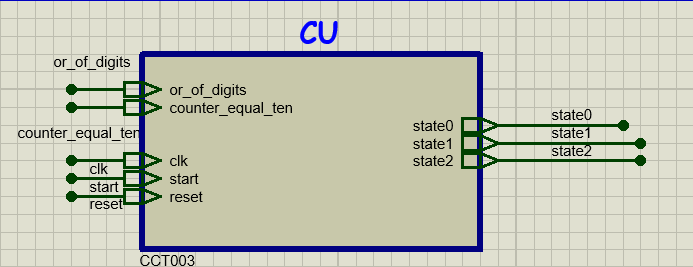 CU
or_of_digits
or_of_digits
counter_equal_ten
counter_equal_ten
state0
state0
state1
state1
state2
state2
clk
clk
start
start
reset
reset
CCT003